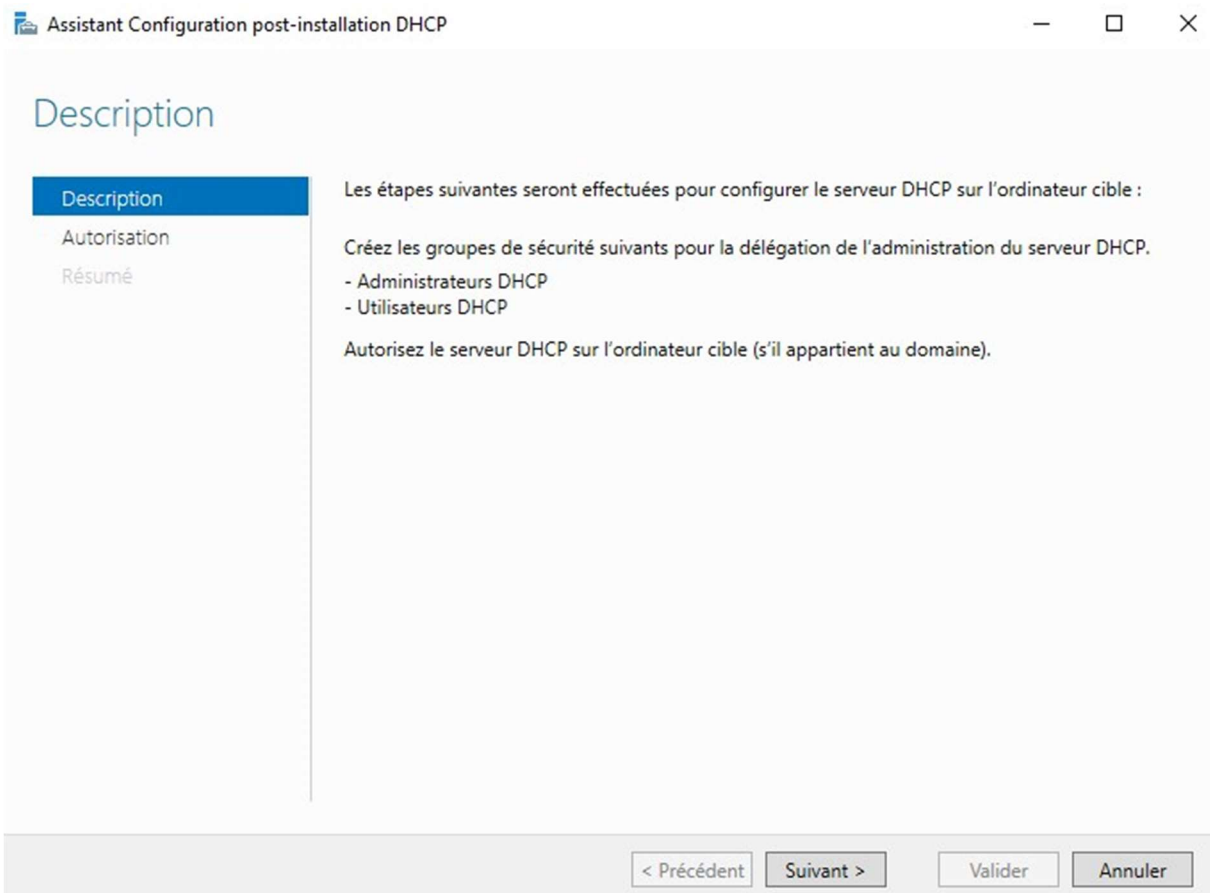 Assistant Configuration post-installation DHCP
Description
Description
Autorisation
Résumé
Les étapes suivantes seront effectuées pour configurer le serveur DHCP sur l’ordinateur cible :
Créez les groupes de sécurité suivants pour la délégation de l’administration du serveur DHCP.
- Administrateurs DHCP
- Utilisateurs DHCP
Autorisez le serveur DHCP sur l’ordinateur cible (s’il appartient au domaine).
< Précédent
Suivant >
Valider
Annuler